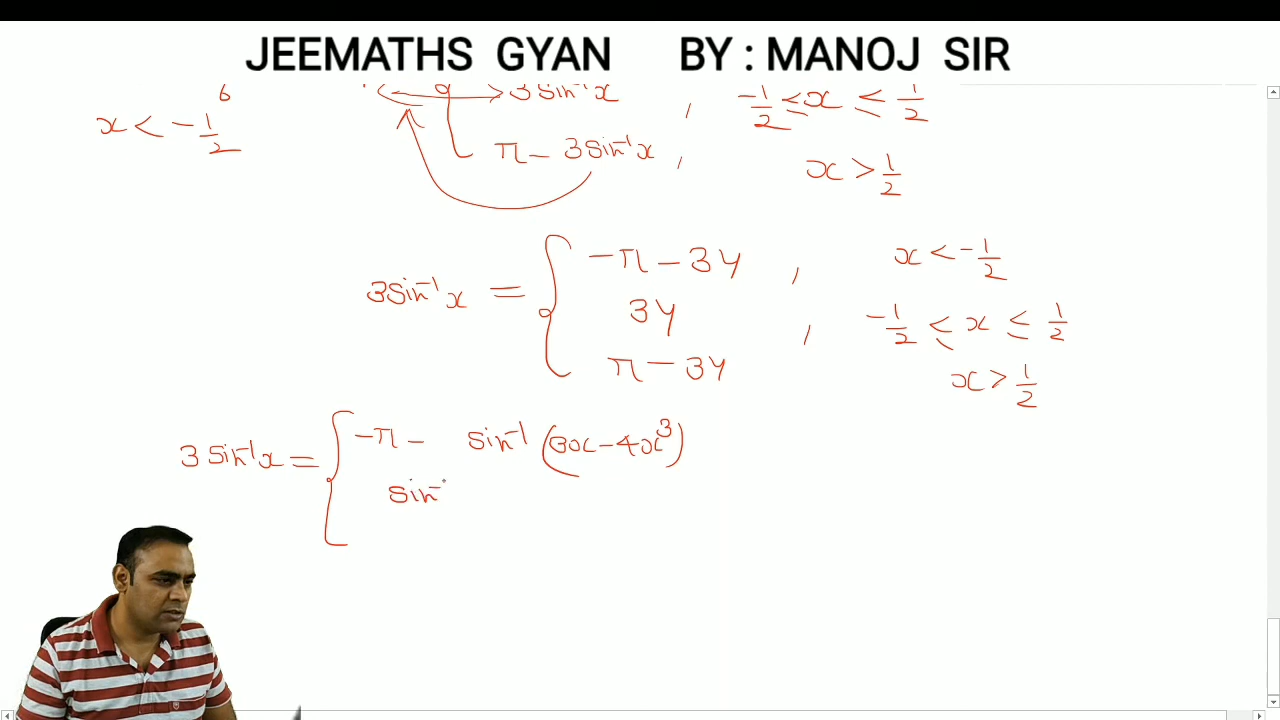 JEEMATHS GYAN BY : MANOJ SIR
6
x < -1/2
3sin⁻¹x , -1/2 ≤ x ≤ 1/2
π - 3sin⁻¹x , x > 1/2
3sin⁻¹x = { -π - 3y , x < -1/2
3y , -1/2 ≤ x ≤ 1/2
π - 3y x > 1/2
3sin⁻¹x = { -π - sin⁻¹ (3x - 4x³)
sin⁻